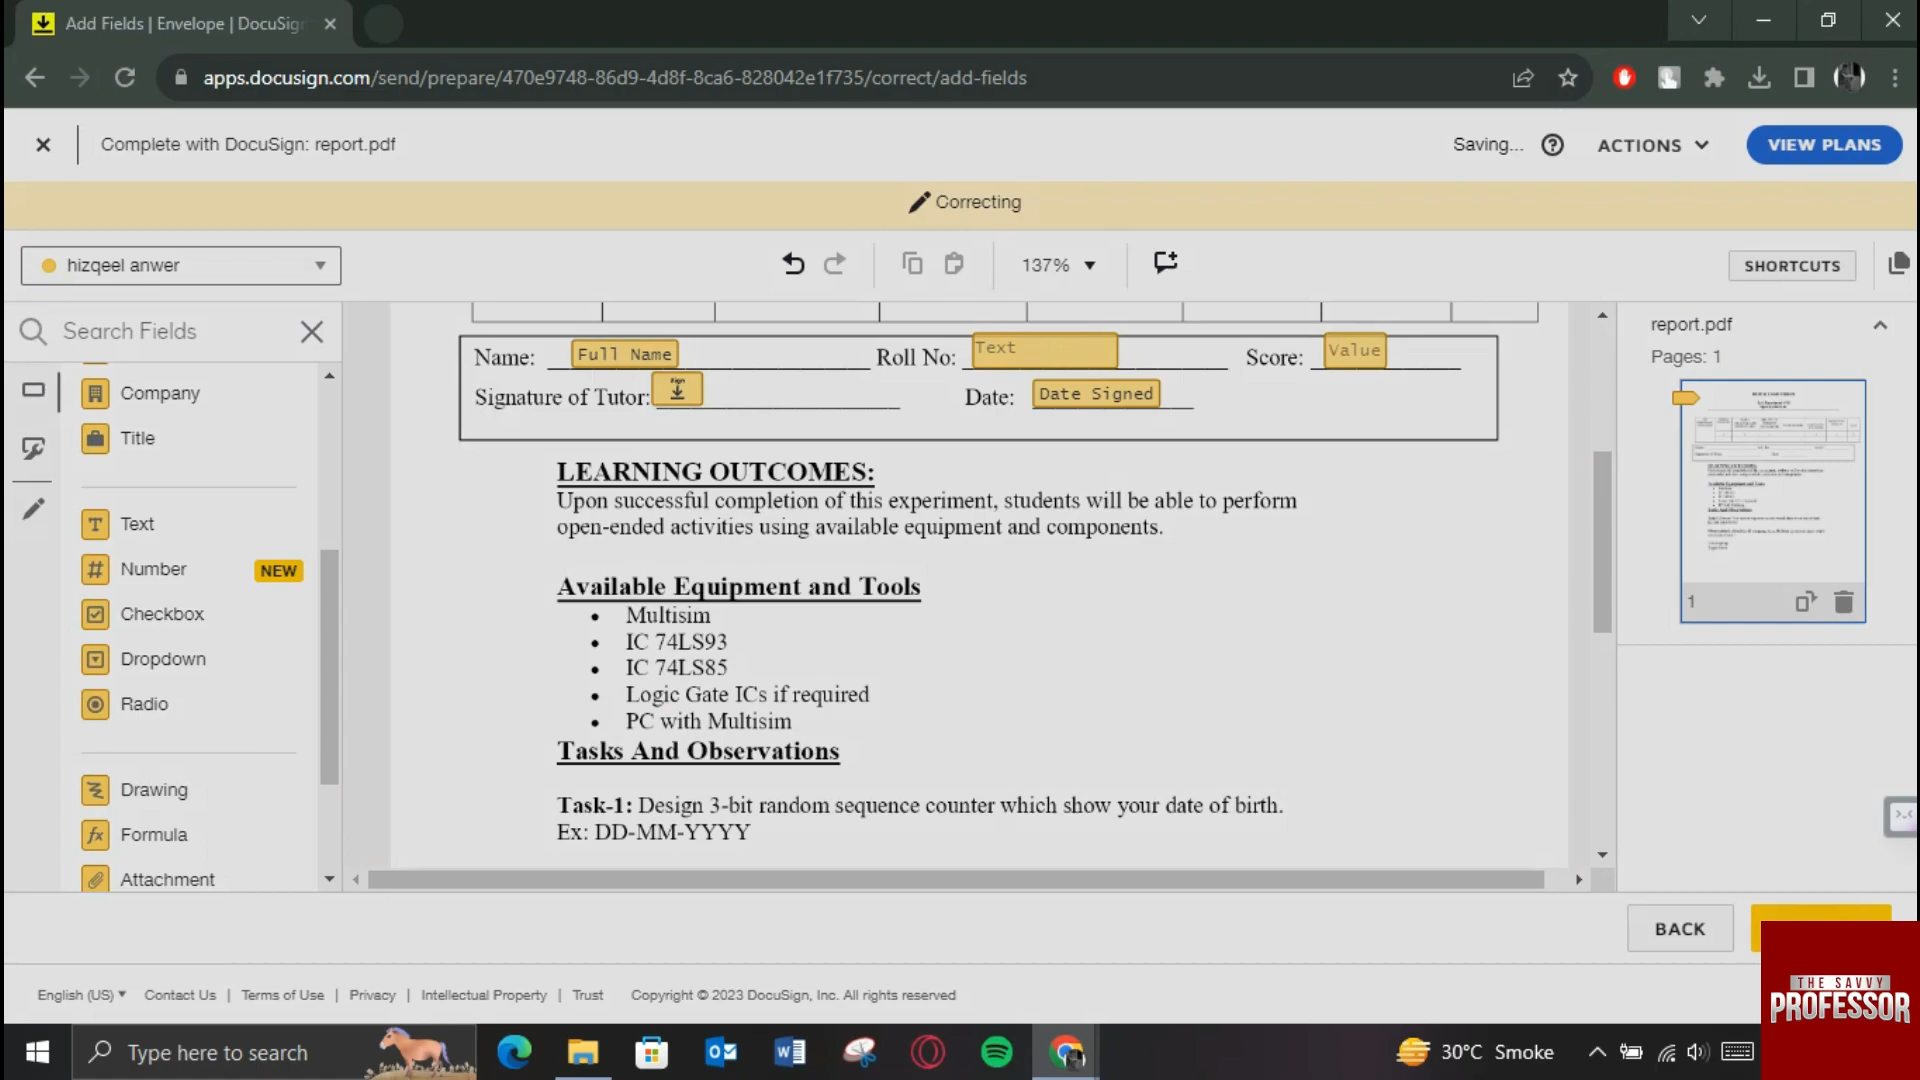 Add Fields | Envelope | DocuSign
apps.docusign.com/send/prepare/470e9748-86d9-4d8f-8ca6-828042e1f735/correct/add-fields
Complete with DocuSign: report.pdf
Saving...
ACTIONS
VIEW PLANS
Correcting
hizqeel anwer
137%
SHORTCUTS
Search Fields
Company
Title
Text
Number NEW
Checkbox
Dropdown
Radio
Drawing
Formula
Attachment
Name: Full Name Roll No: Text Score: Value
Signature of Tutor: Sign Date: Date Signed
LEARNING OUTCOMES:
Upon successful completion of this experiment, students will be able to perform
open-ended activities using available equipment and components.
Available Equipment and Tools
• Multisim
• IC 74LS93
• IC 74LS85
• Logic Gate ICs if required
• PC with Multisim
Tasks And Observations
Task-1: Design 3-bit random sequence counter which show your date of birth.
Ex: DD-MM-YYYY
report.pdf
Pages: 1
1
BACK
English (US) Contact Us | Terms of Use | Privacy | Intellectual Property | Trust Copyright © 2023 DocuSign, Inc. All rights reserved
THE SAVVY
PROFESSOR
Type here to search
30°C Smoke